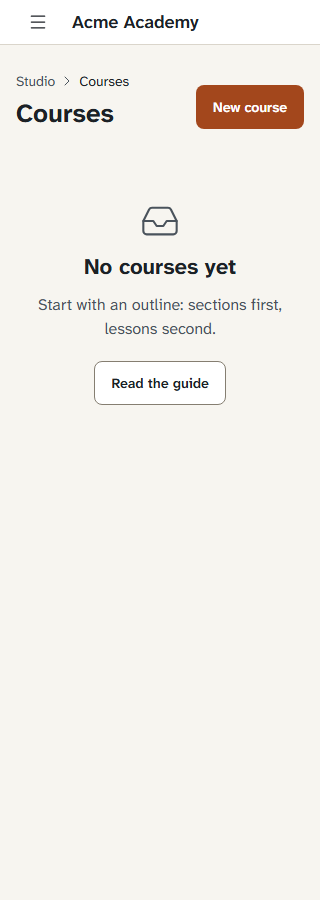 Acme Academy
Studio Courses
Courses
New course
No courses yet
Start with an outline: sections first,
lessons second.
Read the guide